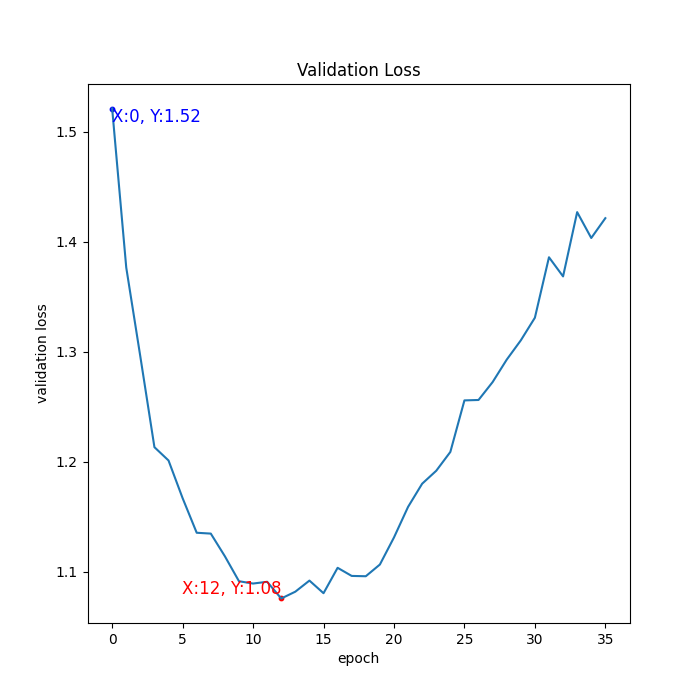 Validation Loss
X:0, Y:1.52
1.5
1.4
1.3
1.2
1.1
validation loss
X:12, Y:1.08
0 5 10 15 20 25 30 35
epoch